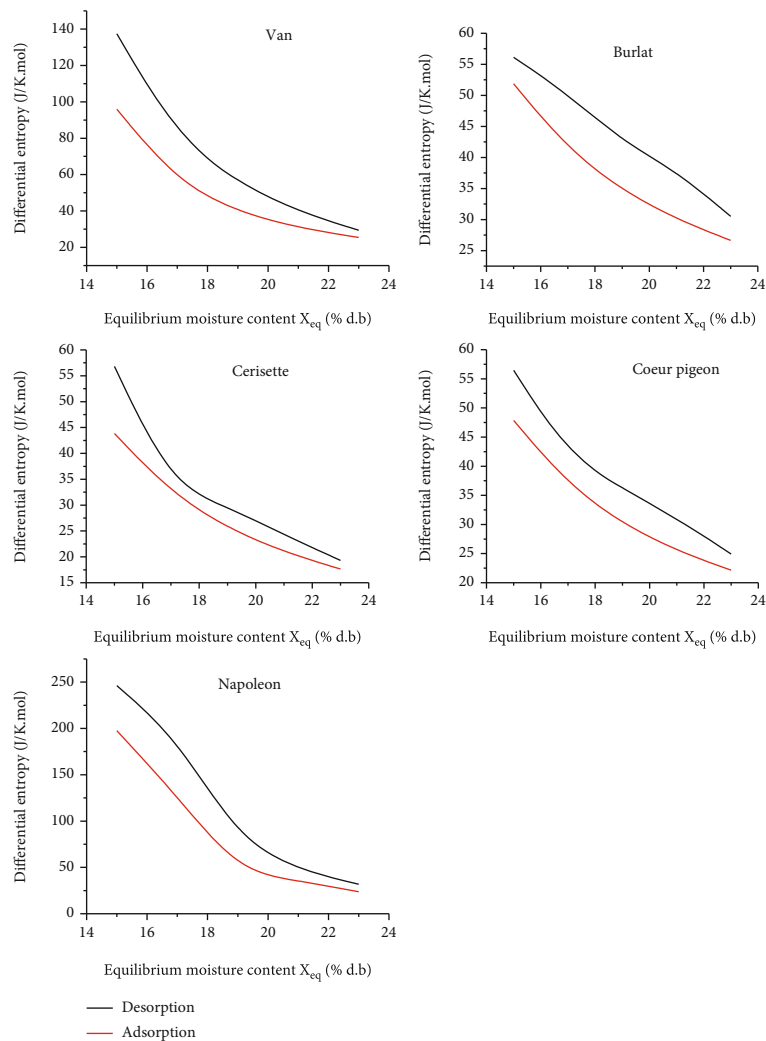 Van
Differential entropy (J/K.mol)
140
120
100
80
60
40
20
14 16 18 20 22 24
Equilibrium moisture content Xeq (% d.b)
Burlat
Differential entropy (J/K.mol)
60
55
50
45
40
35
30
25
14 16 18 20 22 24
Equilibrium moisture content Xeq (% d.b)
Cerisette
Differential entropy (J/K.mol)
60
55
50
45
40
35
30
25
20
15
14 16 18 20 22 24
Equilibrium moisture content Xeq (% d.b)
Coeur pigeon
Differential entropy (J/K.mol)
60
55
50
45
40
35
30
25
20
14 16 18 20 22 24
Equilibrium moisture content Xeq (% d.b)
Napoleon
Differential entropy (J/K.mol)
250
200
150
100
50
0
14 16 18 20 22 24
Equilibrium moisture content Xeq (% d.b)
Desorption
Adsorption